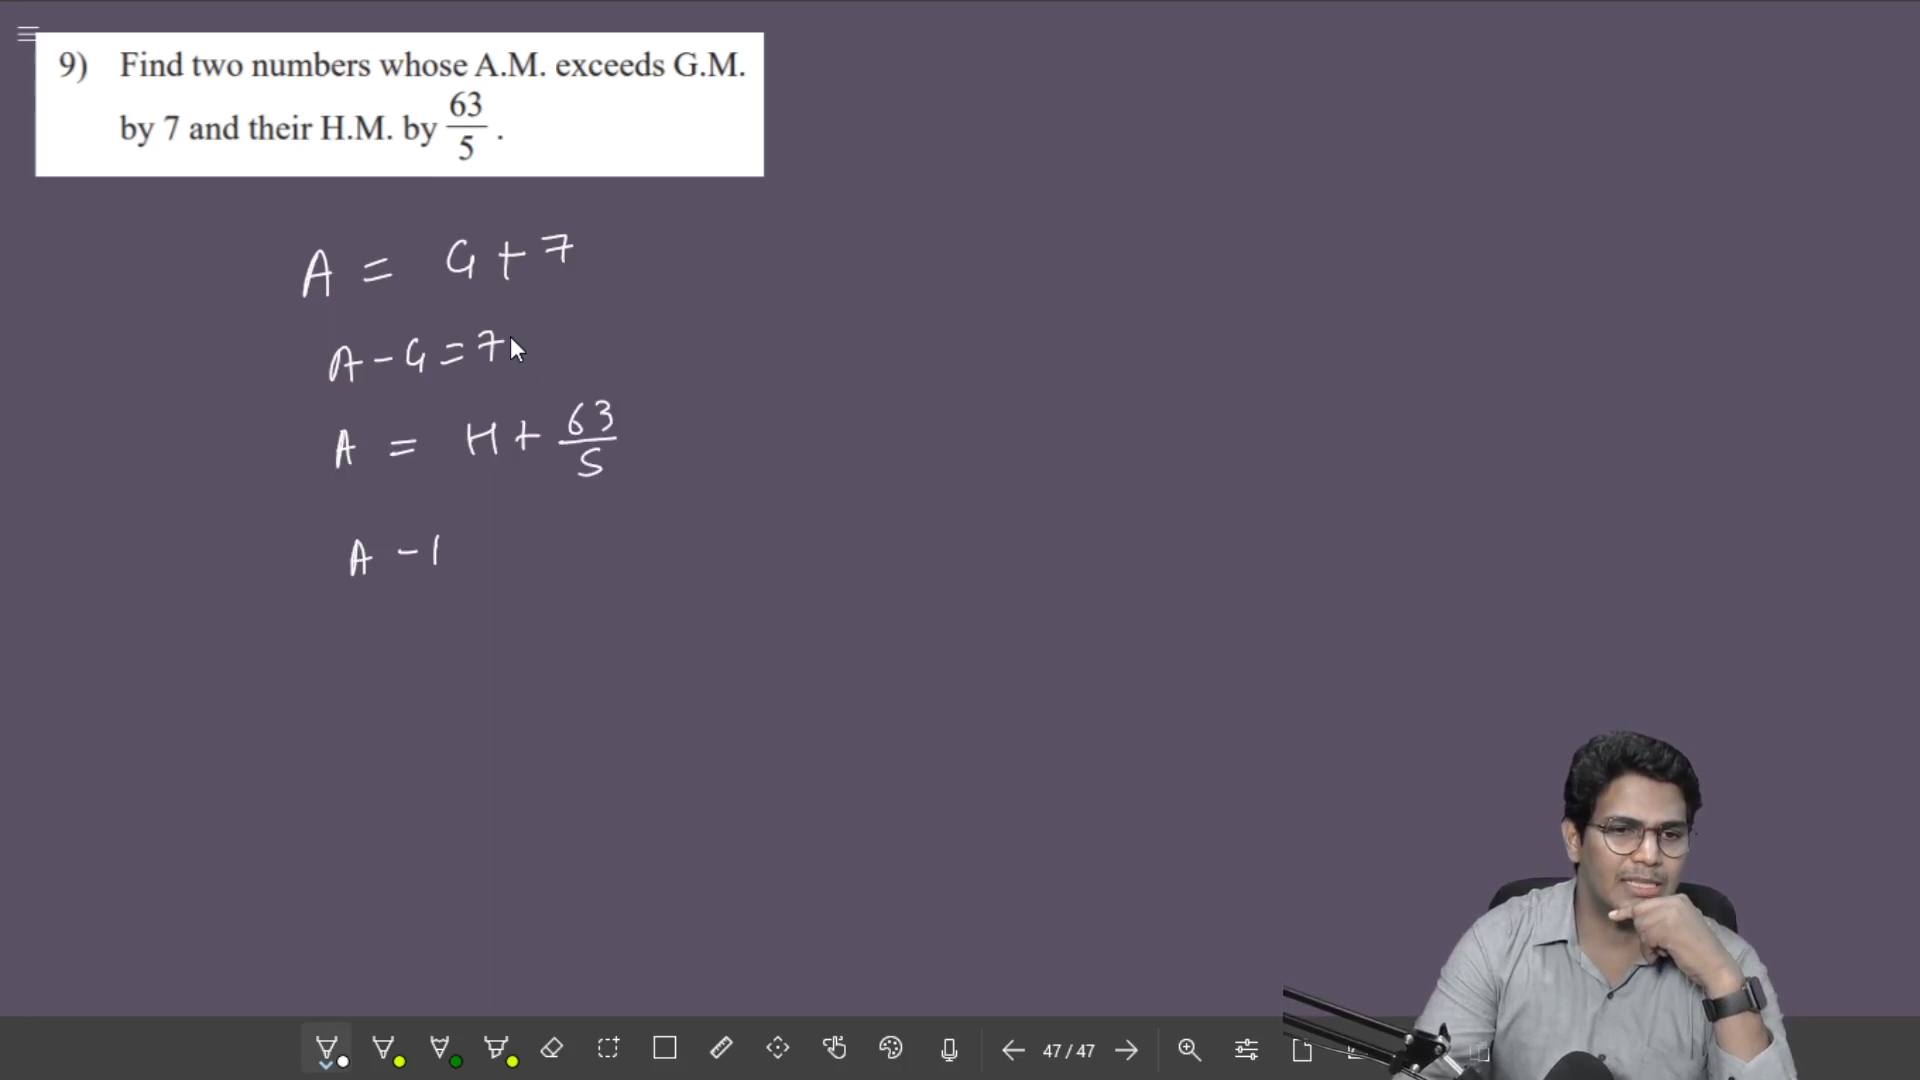 9) Find two numbers whose A.M. exceeds G.M.
by 7 and their H.M. by 63/5 .
A = G + 7
A - G = 7
A = H + 63/5
A - 1
47 / 47